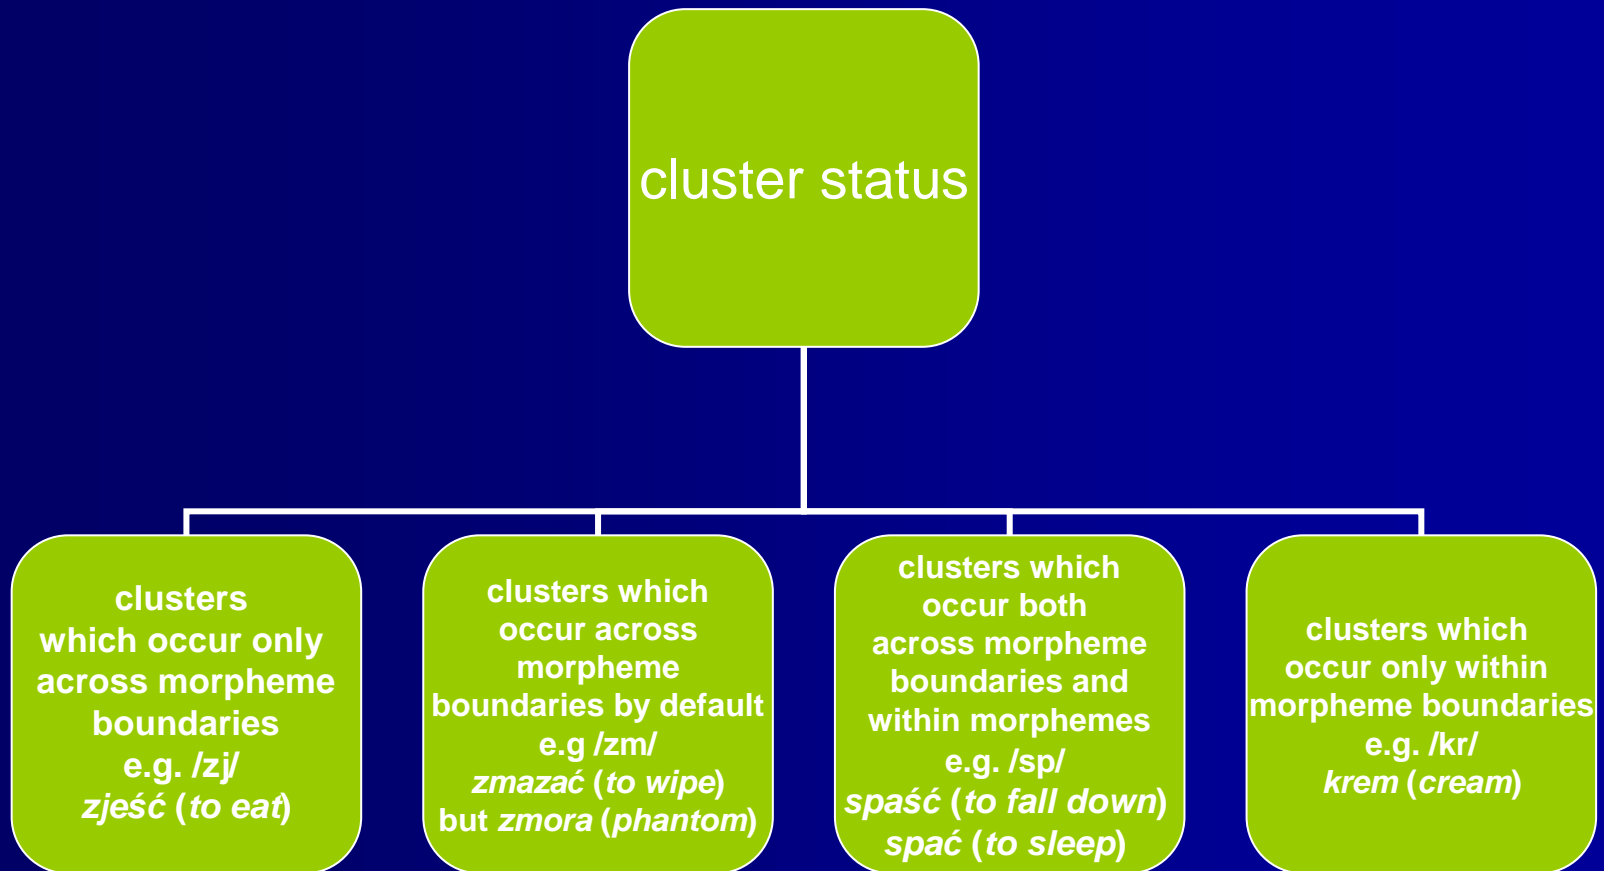 cluster status
clusters
which occur only
across morpheme
boundaries
e.g. /zj/
zjeść (to eat)
clusters which
occur across
morpheme
boundaries by default
e.g /zm/
zmazać (to wipe)
but zmora (phantom)
clusters which
occur both
across morpheme
boundaries and
within morphemes
e.g. /sp/
spaść (to fall down)
spać (to sleep)
clusters which
occur only within
morpheme boundaries
e.g. /kr/
krem (cream)